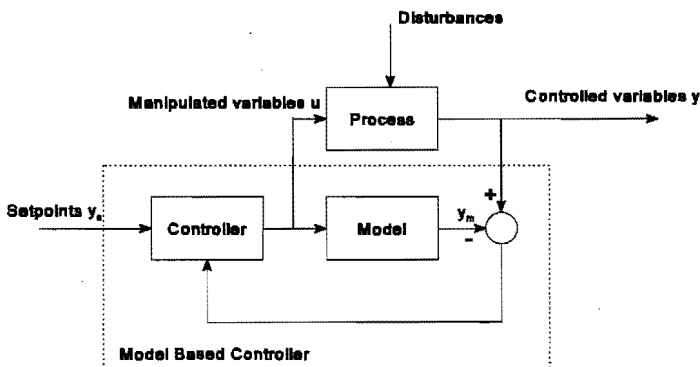 Disturbances
Manipulated variables u
Process
Controlled variables y
Setpoints yₛ
Controller
Model
yₘ
+
-
Model Based Controller